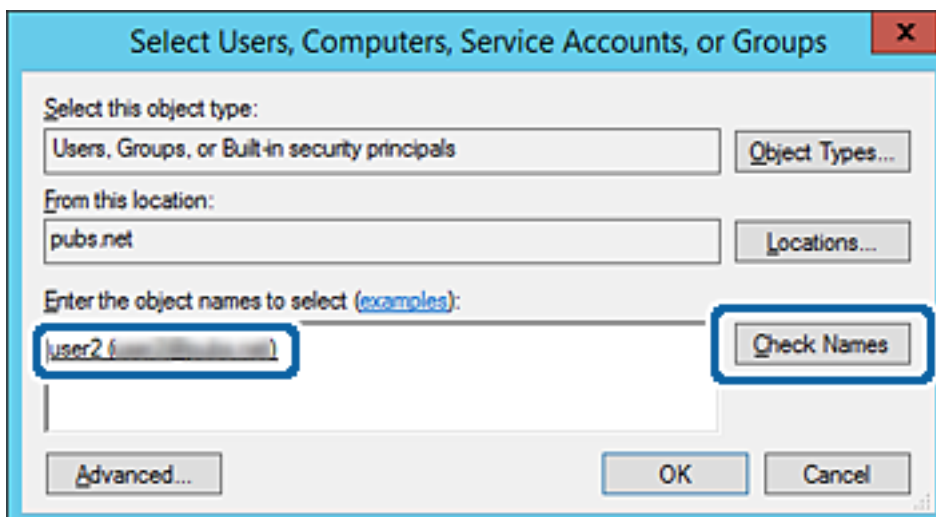 Select Users, Computers, Service Accounts, or Groups
x
Select this object type:
Users, Groups, or Built-in security principals
Object Types...
From this location:
pubs.net
Locations...
Enter the object names to select (examples):
user2 ( )
Check Names
Advanced...
OK
Cancel